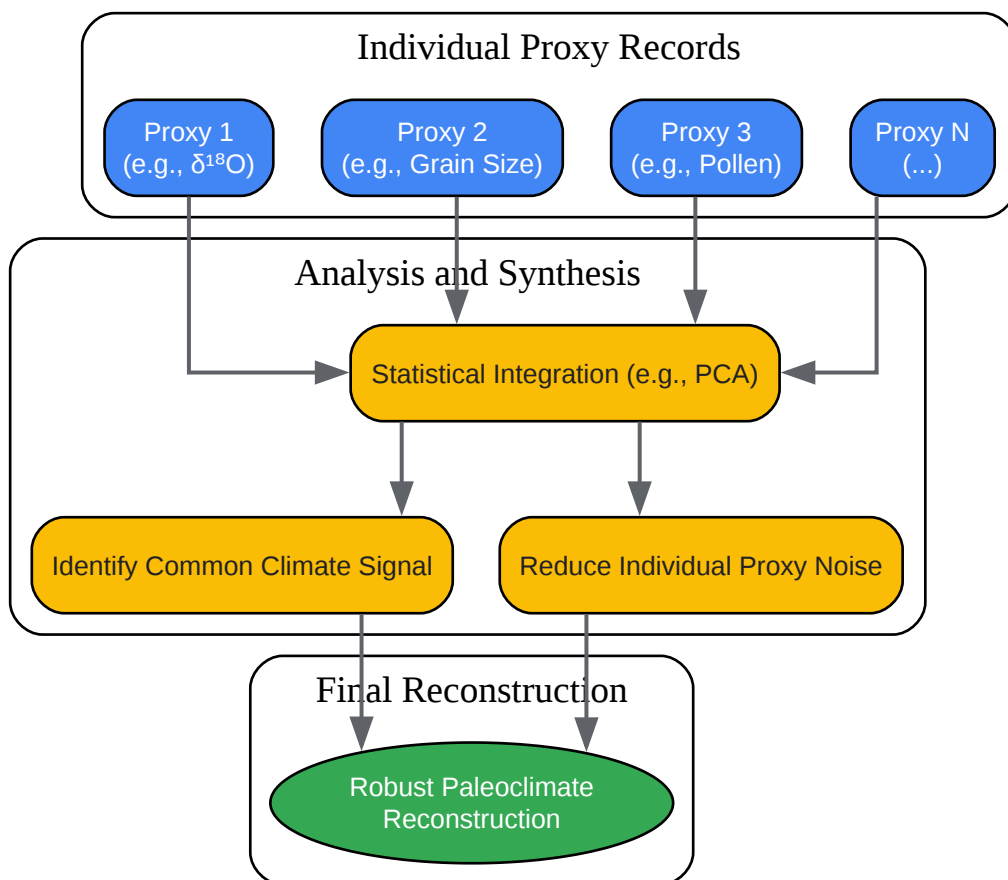 Individual Proxy Records
Proxy 1
(e.g., δ¹⁸O)
Proxy 2
(e.g., Grain Size)
Proxy 3
(e.g., Pollen)
Proxy N
(...)
Analysis and Synthesis
Statistical Integration (e.g., PCA)
Identify Common Climate Signal
Reduce Individual Proxy Noise
Final Reconstruction
Robust Paleoclimate
Reconstruction